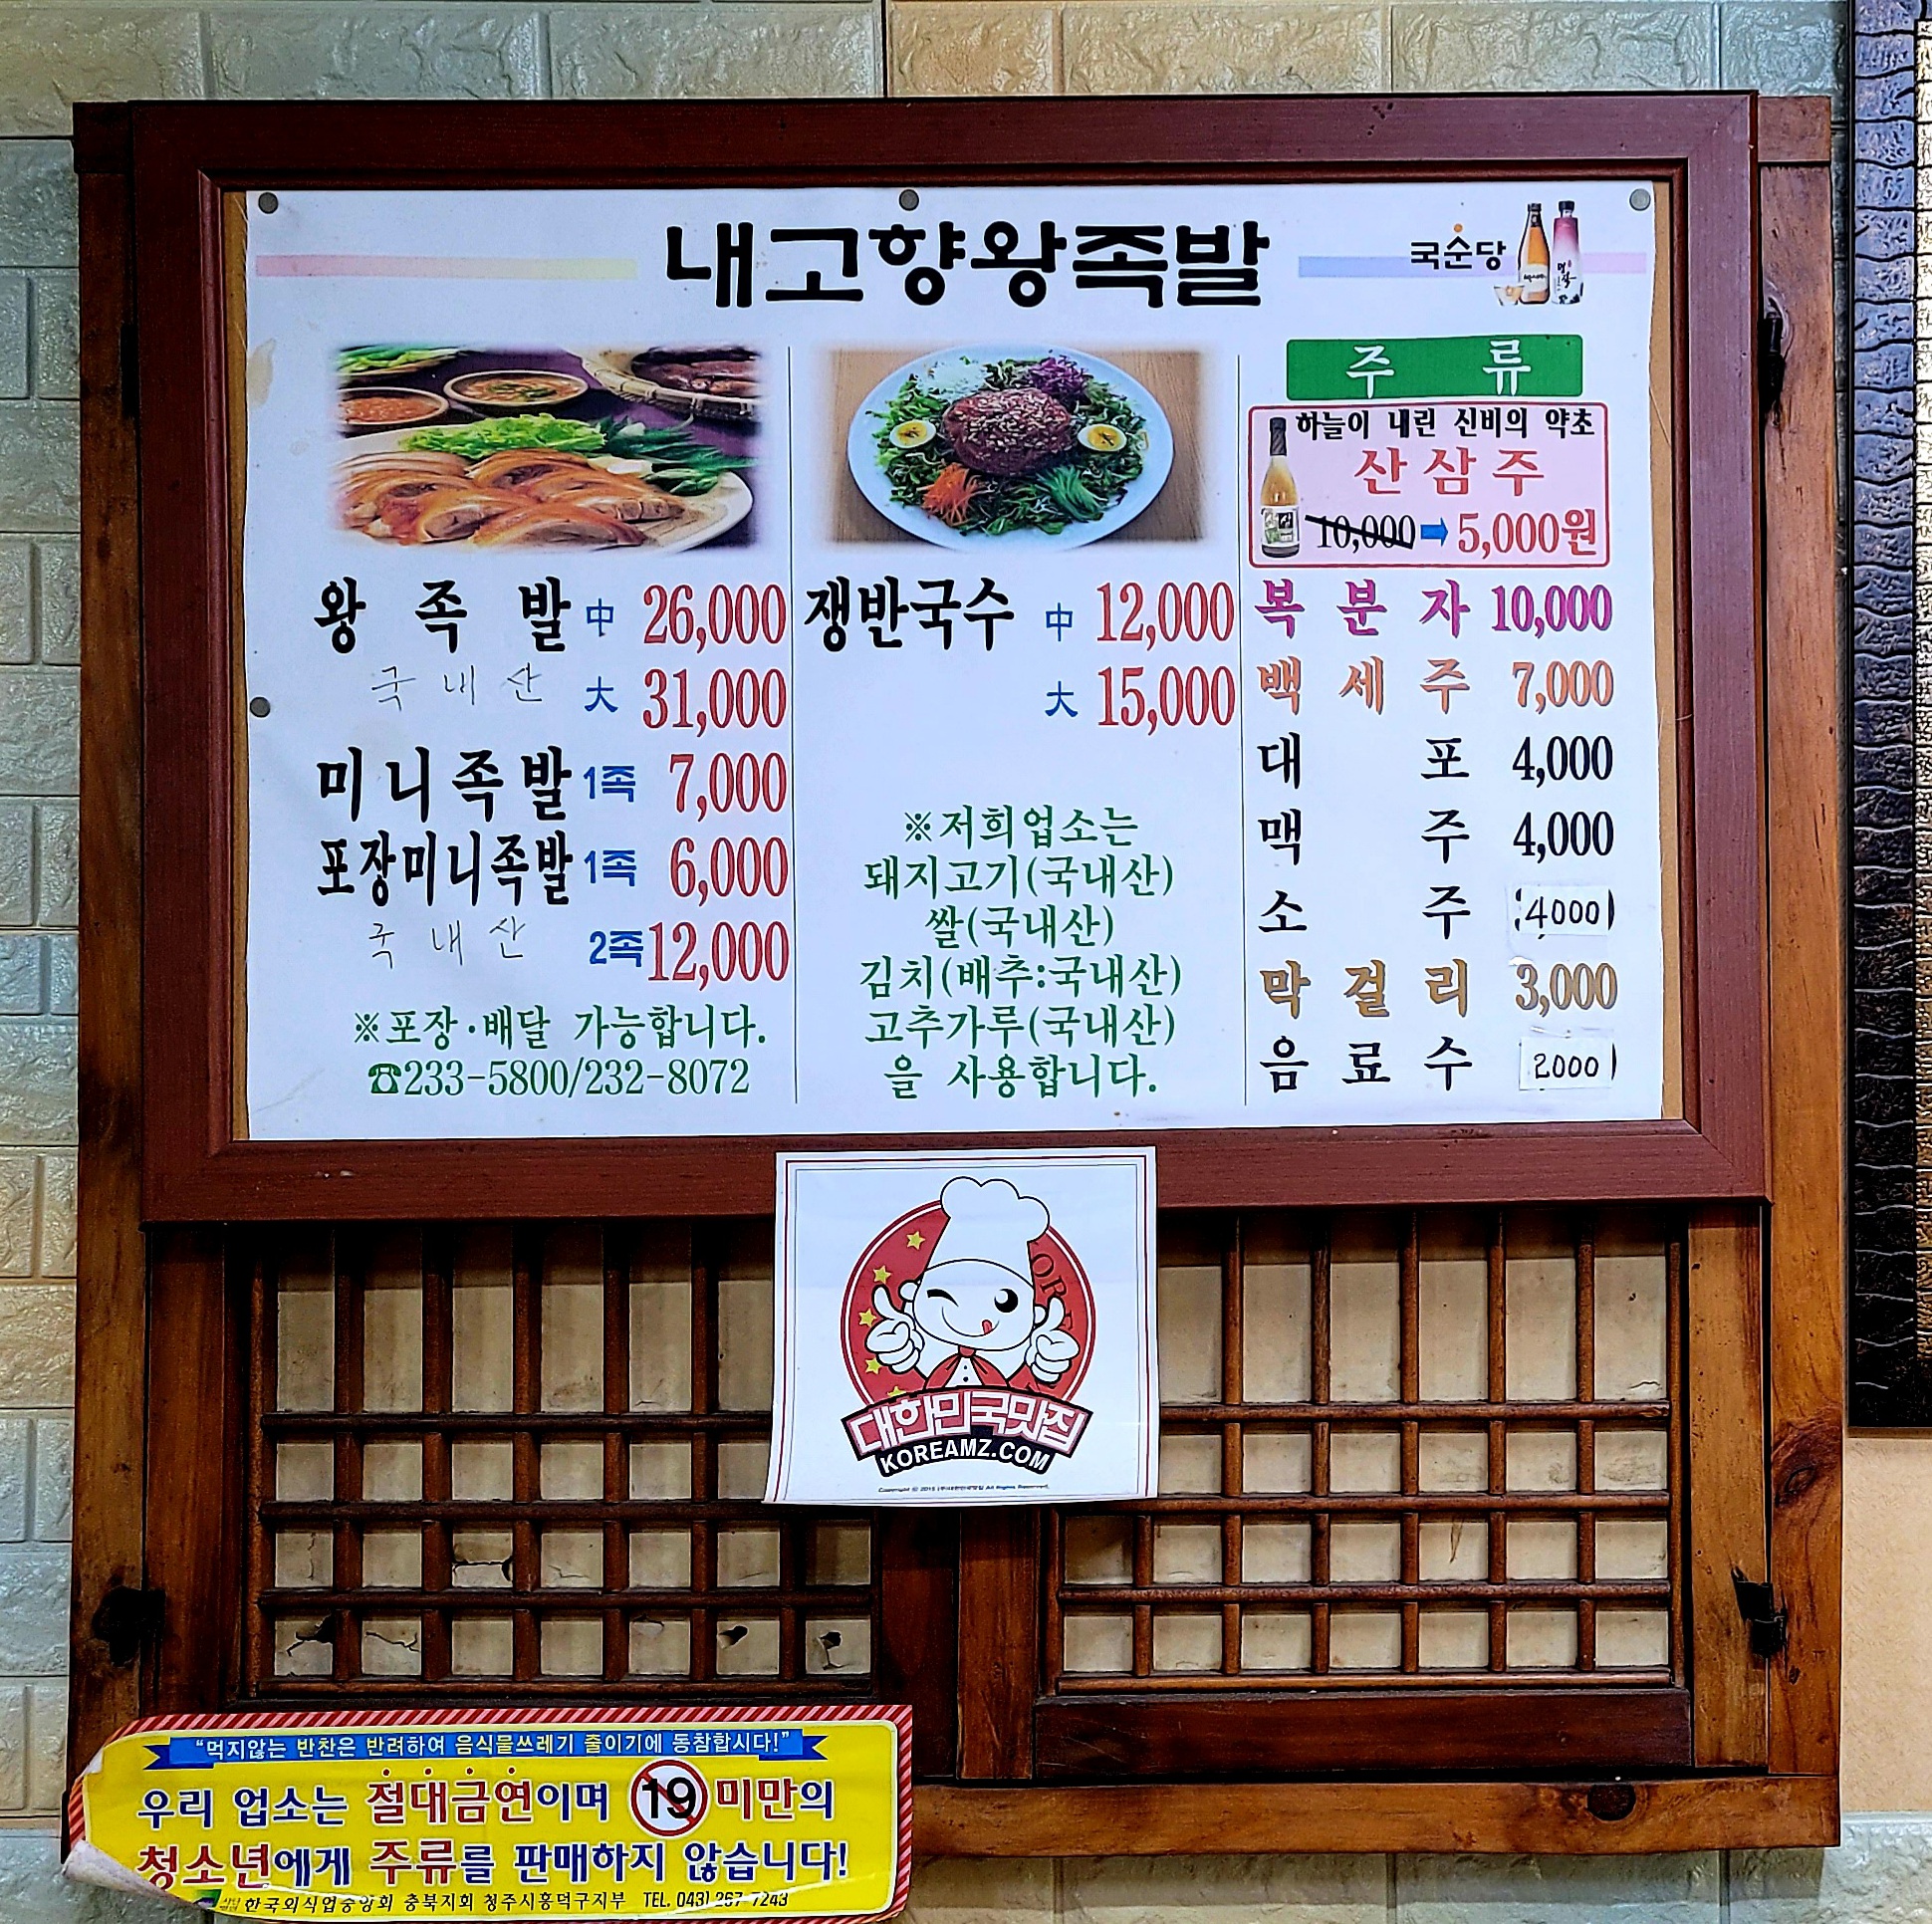 내고향왕족발
국순당
왕족발 中 26,000
국내산 大 31,000
미니족발 1족 7,000
포장미니족발 1족 6,000
국내산 2족 12,000
※포장·배달 가능합니다.
☎233-5800/232-8072
쟁반국수 中 12,000
大 15,000
※저희업소는
돼지고기(국내산)
쌀(국내산)
김치(배추:국내산)
고추가루(국내산)
을 사용합니다.
주류
하늘이 내린 신비의 약초
산삼주
10,000 ➡ 5,000원
복분자 10,000
백세주 7,000
대포 4,000
맥주 4,000
소주 4000
막걸리 3,000
음료수 2000
대한민국맛집
KOREAMZ.COM
"먹지않는 반찬은 반려하여 음식물쓰레기 줄이기에 동참합시다!"
우리 업소는 절대금연이며 19 미만의
청소년에게 주류를 판매하지 않습니다!
한국외식업중앙회 충북지회 청주시흥덕구지부 TEL. 043) 267-7243